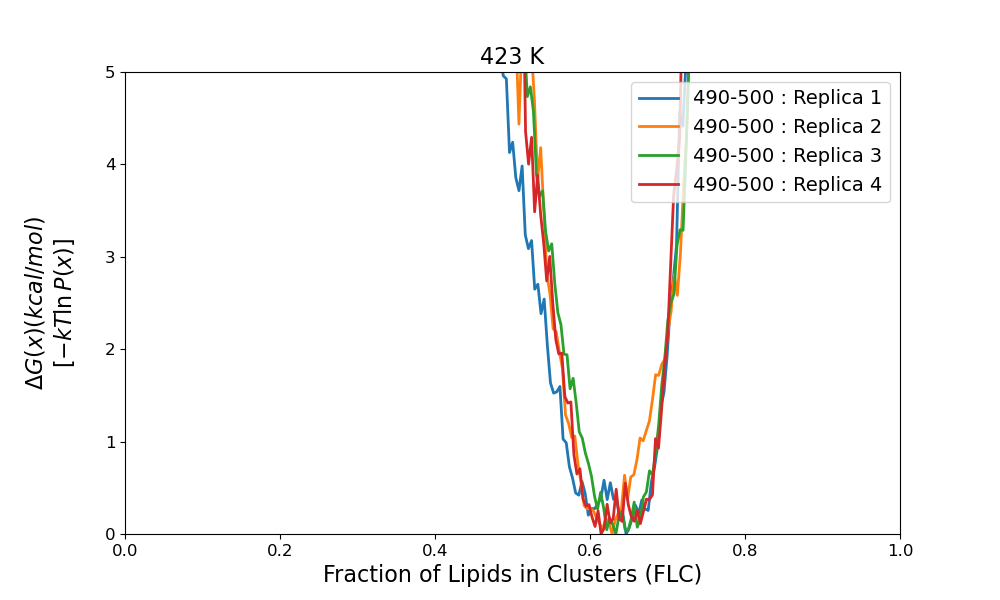 423 K
5
4
3
2
1
0
ΔG(x)(kcal/mol)
[−kTln P(x)]
490-500 : Replica 1
490-500 : Replica 2
490-500 : Replica 3
490-500 : Replica 4
0.0 0.2 0.4 0.6 0.8 1.0
Fraction of Lipids in Clusters (FLC)